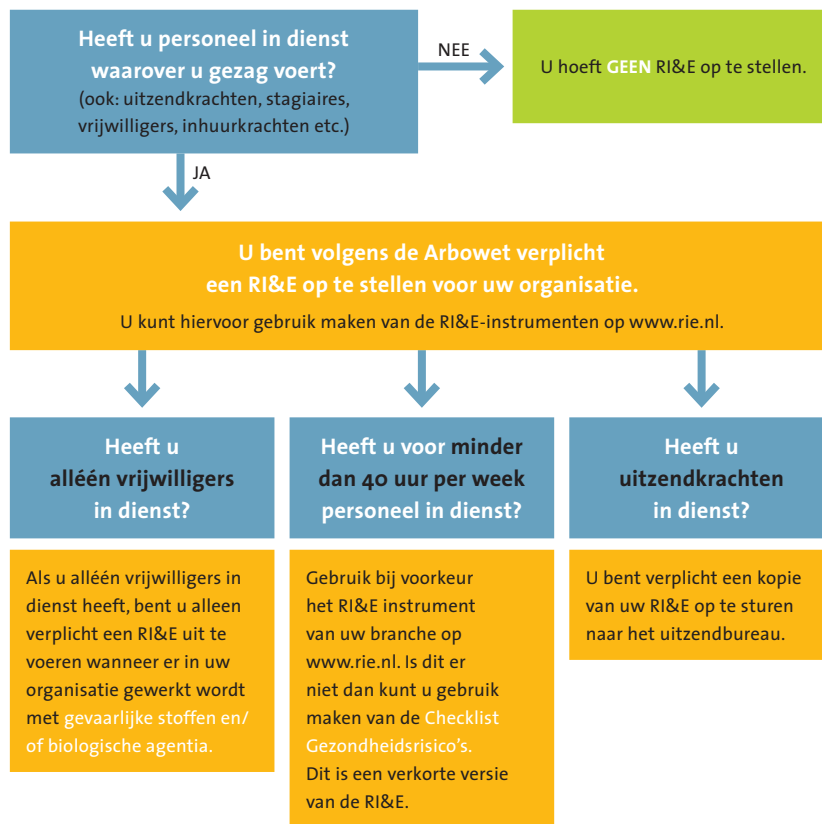 Heeft u personeel in dienst
waarover u gezag voert?
(ook: uitzendkrachten, stagiaires,
vrijwilligers, inhuurkrachten etc.)
NEE
U hoeft GEEN RI&E op te stellen.
JA
U bent volgens de Arbowet verplicht
een RI&E op te stellen voor uw organisatie.
U kunt hiervoor gebruik maken van de RI&E-instrumenten op www.rie.nl.
Heeft u
alléén vrijwilligers
in dienst?
Als u alléén vrijwilligers in
dienst heeft, bent u alleen
verplicht een RI&E uit te
voeren wanneer er in uw
organisatie gewerkt wordt
met gevaarlijke stoffen en/
of biologische agentia.
Heeft u voor minder
dan 40 uur per week
personeel in dienst?
Gebruik bij voorkeur
het RI&E instrument
van uw branche op
www.rie.nl. Is dit er
niet dan kunt u gebruik
maken van de Checklist
Gezondheidsrisico's.
Dit is een verkorte versie
van de RI&E.
Heeft u
uitzendkrachten
in dienst?
U bent verplicht een kopie
van uw RI&E op te sturen
naar het uitzendbureau.